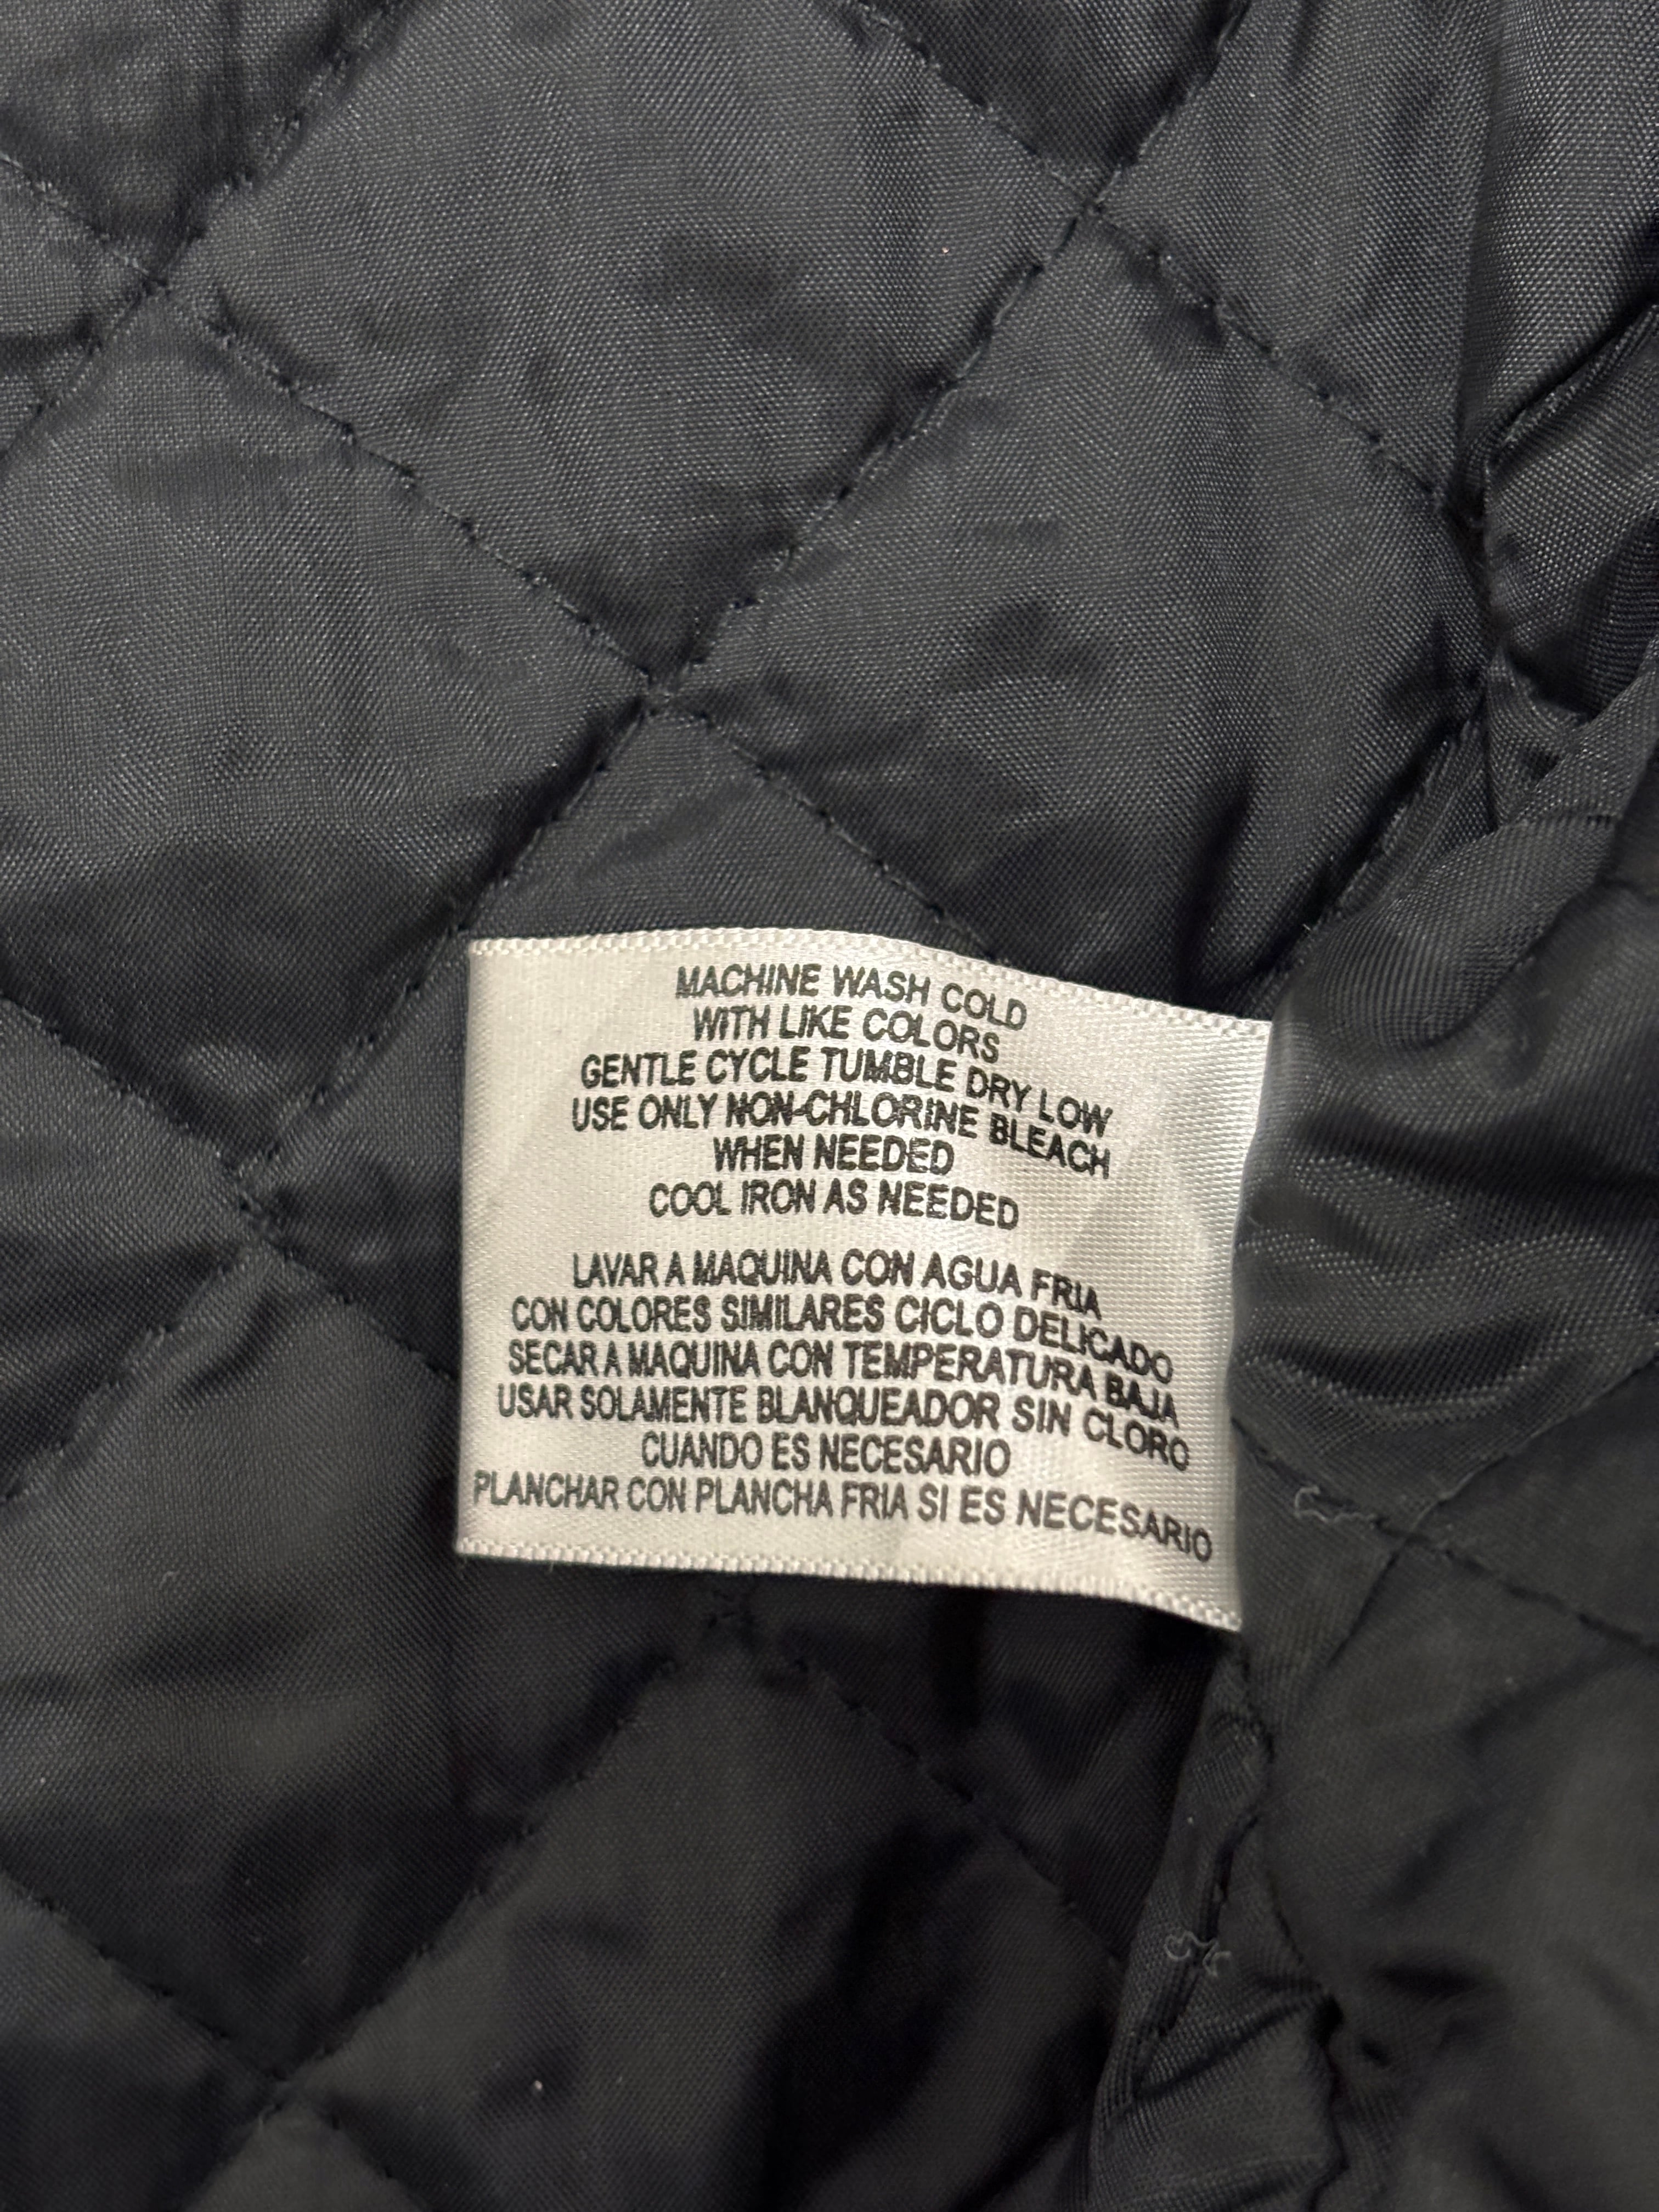 MACHINE WASH COLD
WITH LIKE COLORS
GENTLE CYCLE TUMBLE DRY LOW
USE ONLY NON-CHLORINE BLEACH
WHEN NEEDED
COOL IRON AS NEEDED
LAVAR A MAQUINA CON AGUA FRIA
CON COLORES SIMILARES CICLO DELICADO
SECAR A MAQUINA CON TEMPERATURA BAJA
USAR SOLAMENTE BLANQUEADOR SIN CLORO
CUANDO ES NECESARIO
PLANCHAR CON PLANCHA FRIA SI ES NECESARIO